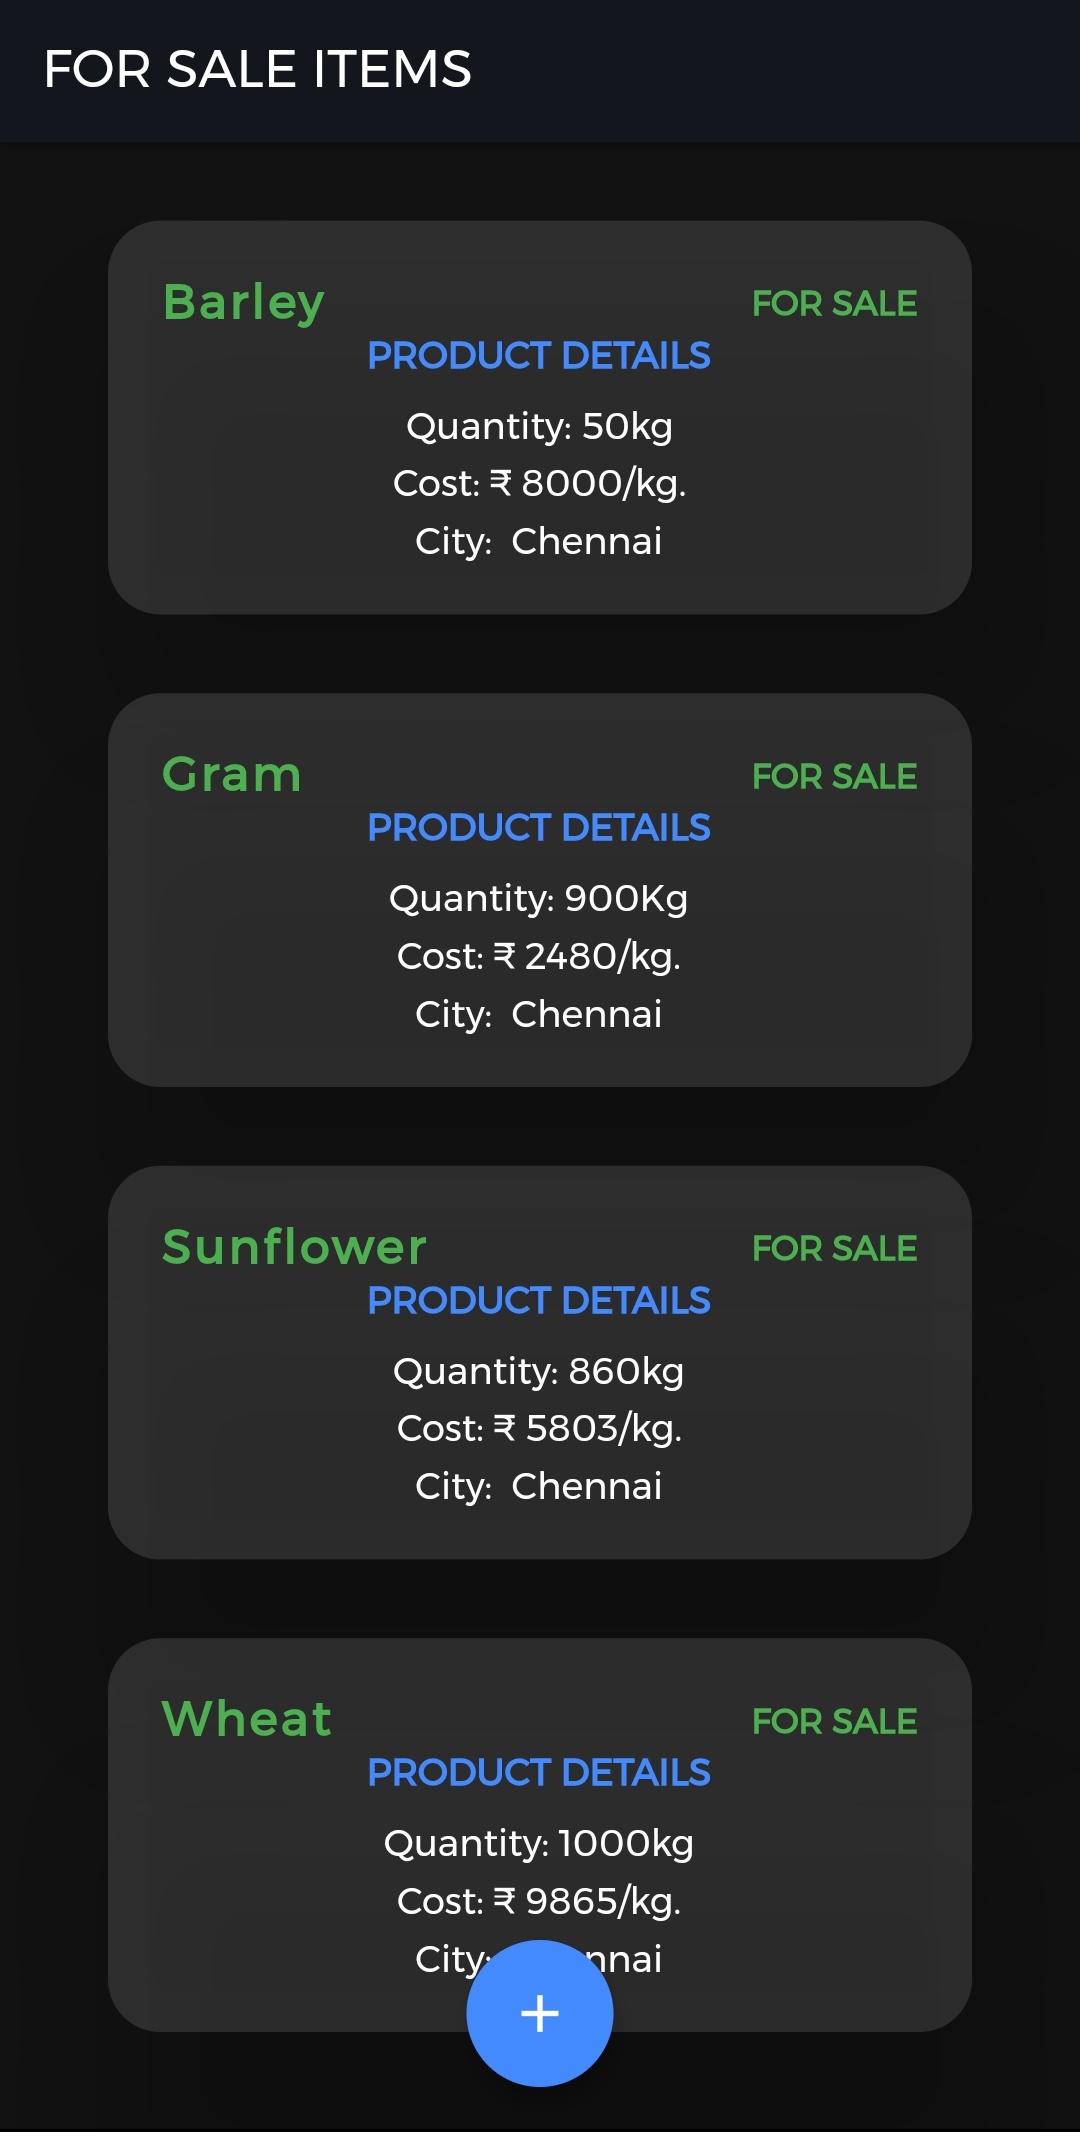 FOR SALE ITEMS
Barley FOR SALE
PRODUCT DETAILS
Quantity: 50kg
Cost: ₹ 8000/kg.
City: Chennai
Gram FOR SALE
PRODUCT DETAILS
Quantity: 900Kg
Cost: ₹ 2480/kg.
City: Chennai
Sunflower FOR SALE
PRODUCT DETAILS
Quantity: 860kg
Cost: ₹ 5803/kg.
City: Chennai
Wheat FOR SALE
PRODUCT DETAILS
Quantity: 1000kg
Cost: ₹ 9865/kg.
City:
+